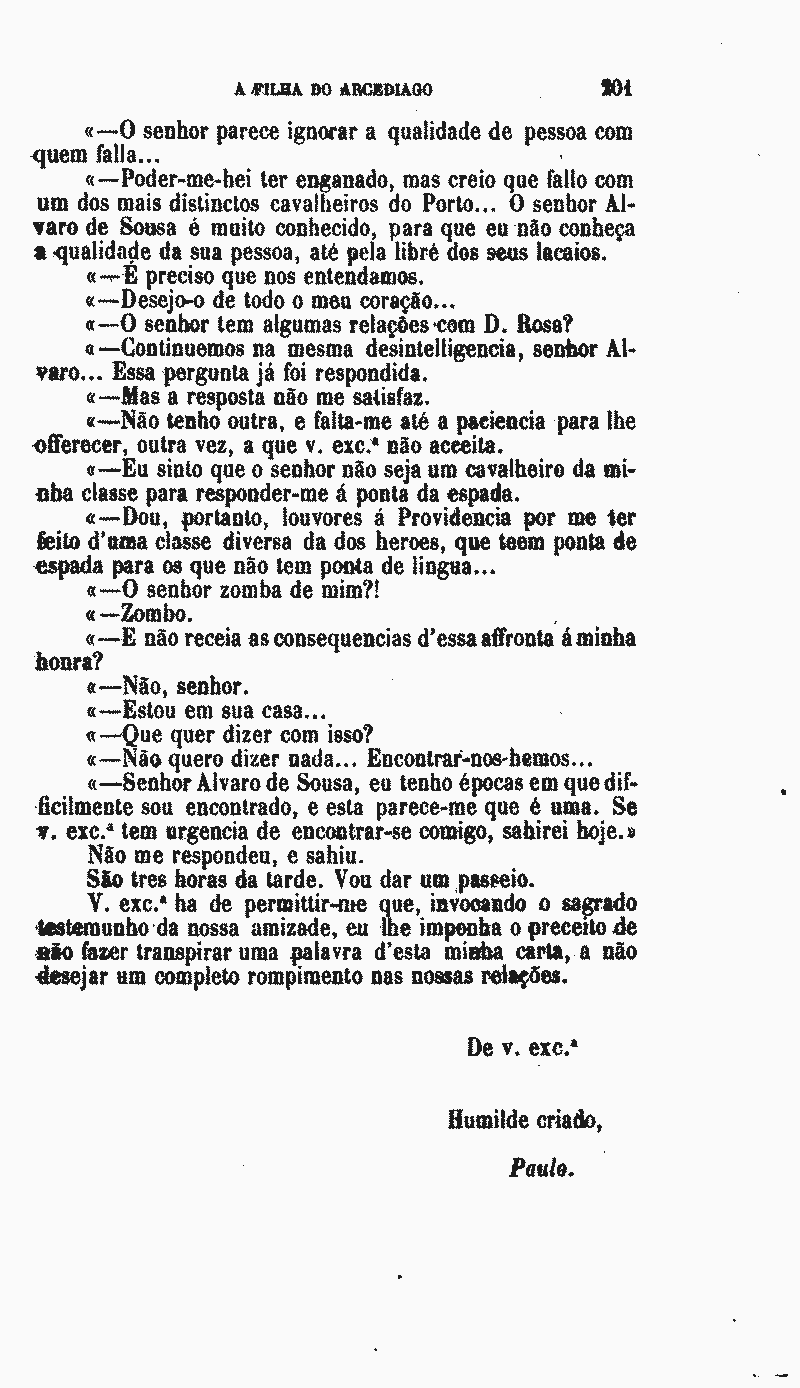 A FILHA DO ARCEDIAGO 201
«—O senhor parece ignorar a qualidade de pessoa com
quem falla...
«—Poder-me-hei ter enganado, mas creio que fallo com
um dos mais distinctos cavalheiros do Porto... O senhor Al-
varo de Sousa é muito conhecido, para que eu não conheça
a qualidade da sua pessoa, até pela libré dos seus lacaios.
«—É preciso que nos entendamos.
«—Desejo-o de todo o meu coração...
«—O senhor tem algumas relações com D. Rosa?
«—Continuemos na mesma desintelligencia, senhor Al-
varo... Essa pergunta já foi respondida.
«—Mas a resposta não me satisfaz.
«—Não tenho outra, e falta-me até a paciencia para lhe
offerecer, outra vez, a que v. exc.ª não acceita.
«—Eu sinto que o senhor não seja um cavalheiro da mi-
nha classe para responder-me á ponta da espada.
«—Dou, portanto, louvores á Providencia por me ter
feito d'uma classe diversa da dos heroes, que teem ponta de
espada para os que não tem ponta de lingua...
«—O senhor zomba de mim?!
«—Zombo.
«—E não receia as consequencias d'essa affronta á minha
honra?
«—Não, senhor.
«—Estou em sua casa...
«—Que quer dizer com isso?
«—Não quero dizer nada... Encontrar-nos-hemos...
«—Senhor Alvaro de Sousa, eu tenho épocas em que dif-
ficilmente sou encontrado, e esta parece-me que é uma. Se
v. exc.ª tem urgencia de encontrar-se comigo, sahirei hoje.»
Não me respondeu, e sahiu.
São tres horas da tarde. Vou dar um passeio.
V. exc.ª ha de permittir-me que, invocando o sagrado
testemunho da nossa amizade, eu lhe imponha o preceito de
não fazer transpirar uma palavra d'esta minha carta, a não
desejar um completo rompimento nas nossas relações.
De v. exc.ª
Humilde criado,
Paulo.